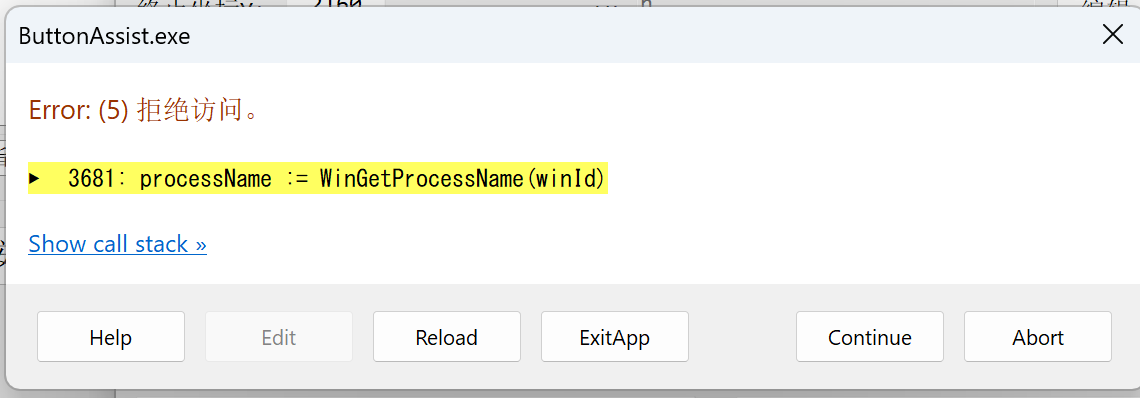 2160
ButtonAssist.exe
Error: (5) 拒绝访问。
3681: processName := WinGetProcessName(winId)
Show call stack »
Help
Edit
Reload
ExitApp
Continue
Abort